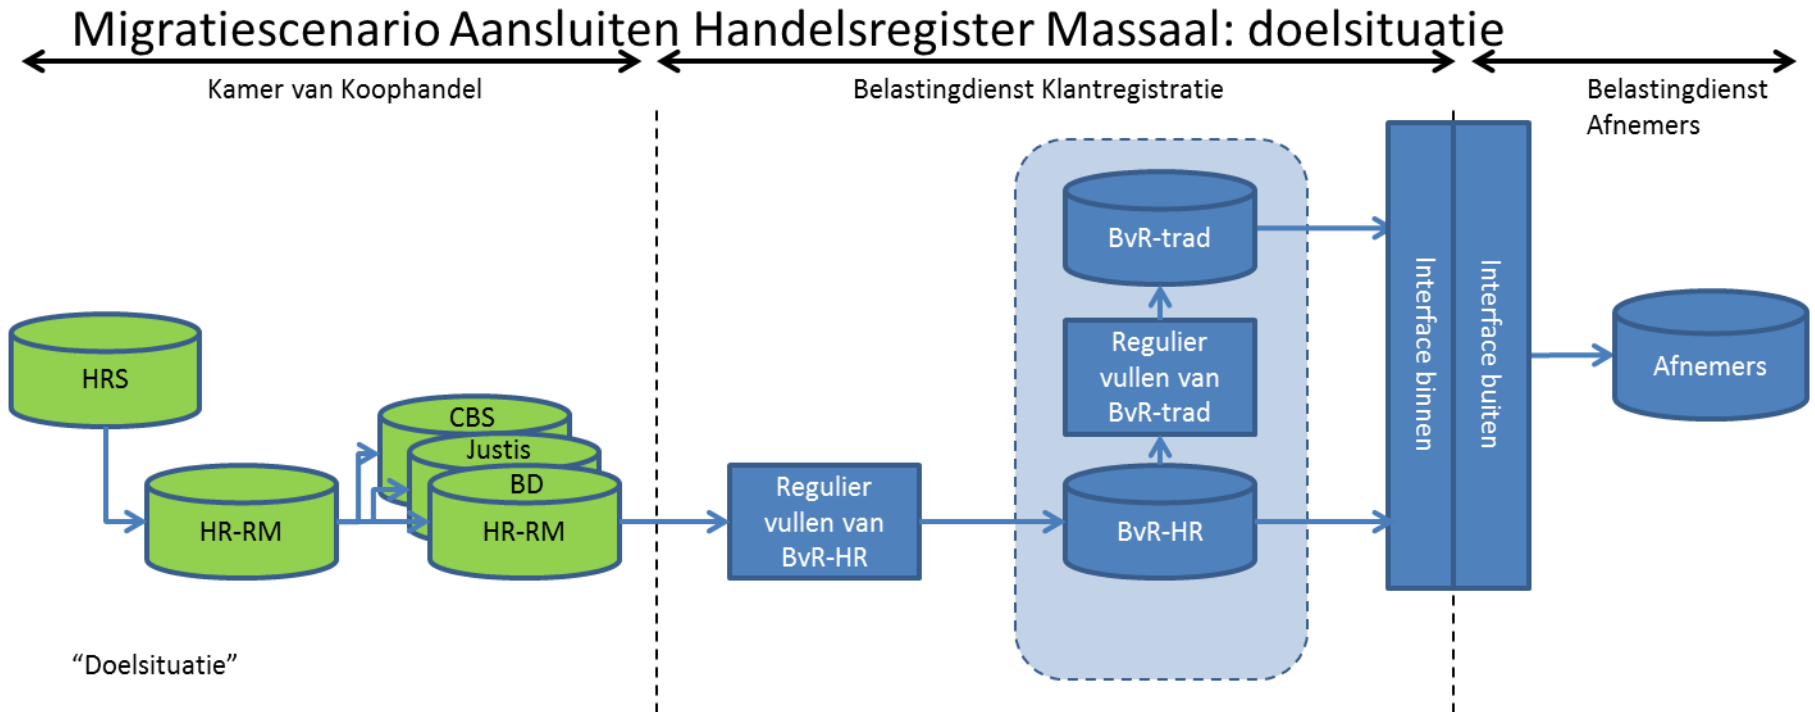 Migratiescenario Aansluiten Handelsregister Massaal: doelsituatie
Kamer van Koophandel
Belastingdienst Klantregistratie
Belastingdienst
Afnemers
HRS
HR-RM
CBS
Justis
BD
HR-RM
Regulier
vullen van
BvR-HR
BvR-trad
Regulier
vullen van
BvR-trad
BvR-HR
Interface binnen
Interface buiten
Afnemers
“Doelsituatie”